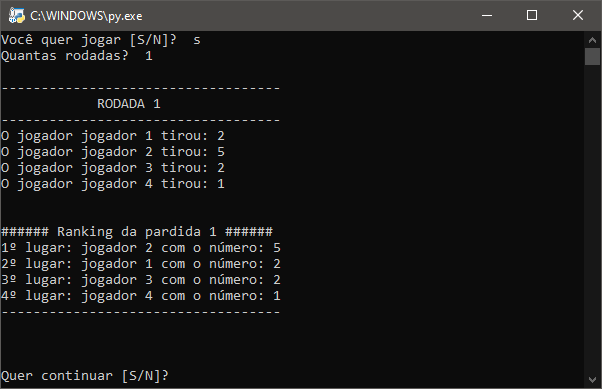 C:\WINDOWS\py.exe
Você quer jogar [S/N]?  s
Quantas rodadas?  1
-----------------------------------
            RODADA 1
-----------------------------------
O jogador jogador 1 tirou: 2
O jogador jogador 2 tirou: 5
O jogador jogador 3 tirou: 2
O jogador jogador 4 tirou: 1
###### Ranking da pardida 1 ######
1º lugar: jogador 2 com o número: 5
2º lugar: jogador 1 com o número: 2
3º lugar: jogador 3 com o número: 2
4º lugar: jogador 4 com o número: 1
-----------------------------------
Quer continuar [S/N]?